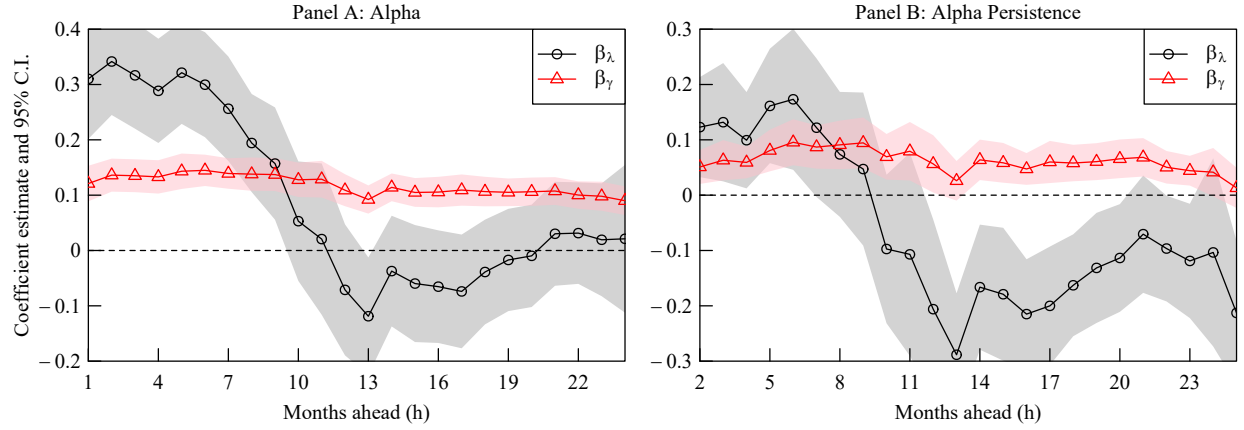 Panel A: Alpha
Coefficient estimate and 95% C.I.
0.4
0.3
0.2
0.1
0
−0.1
−0.2
1 4 7 10 13 16 19 22
Months ahead (h)
βλ
βγ
Panel B: Alpha Persistence
0.3
0.2
0.1
0
−0.1
−0.2
−0.3
2 5 8 11 14 17 20 23
Months ahead (h)
βλ
βγ